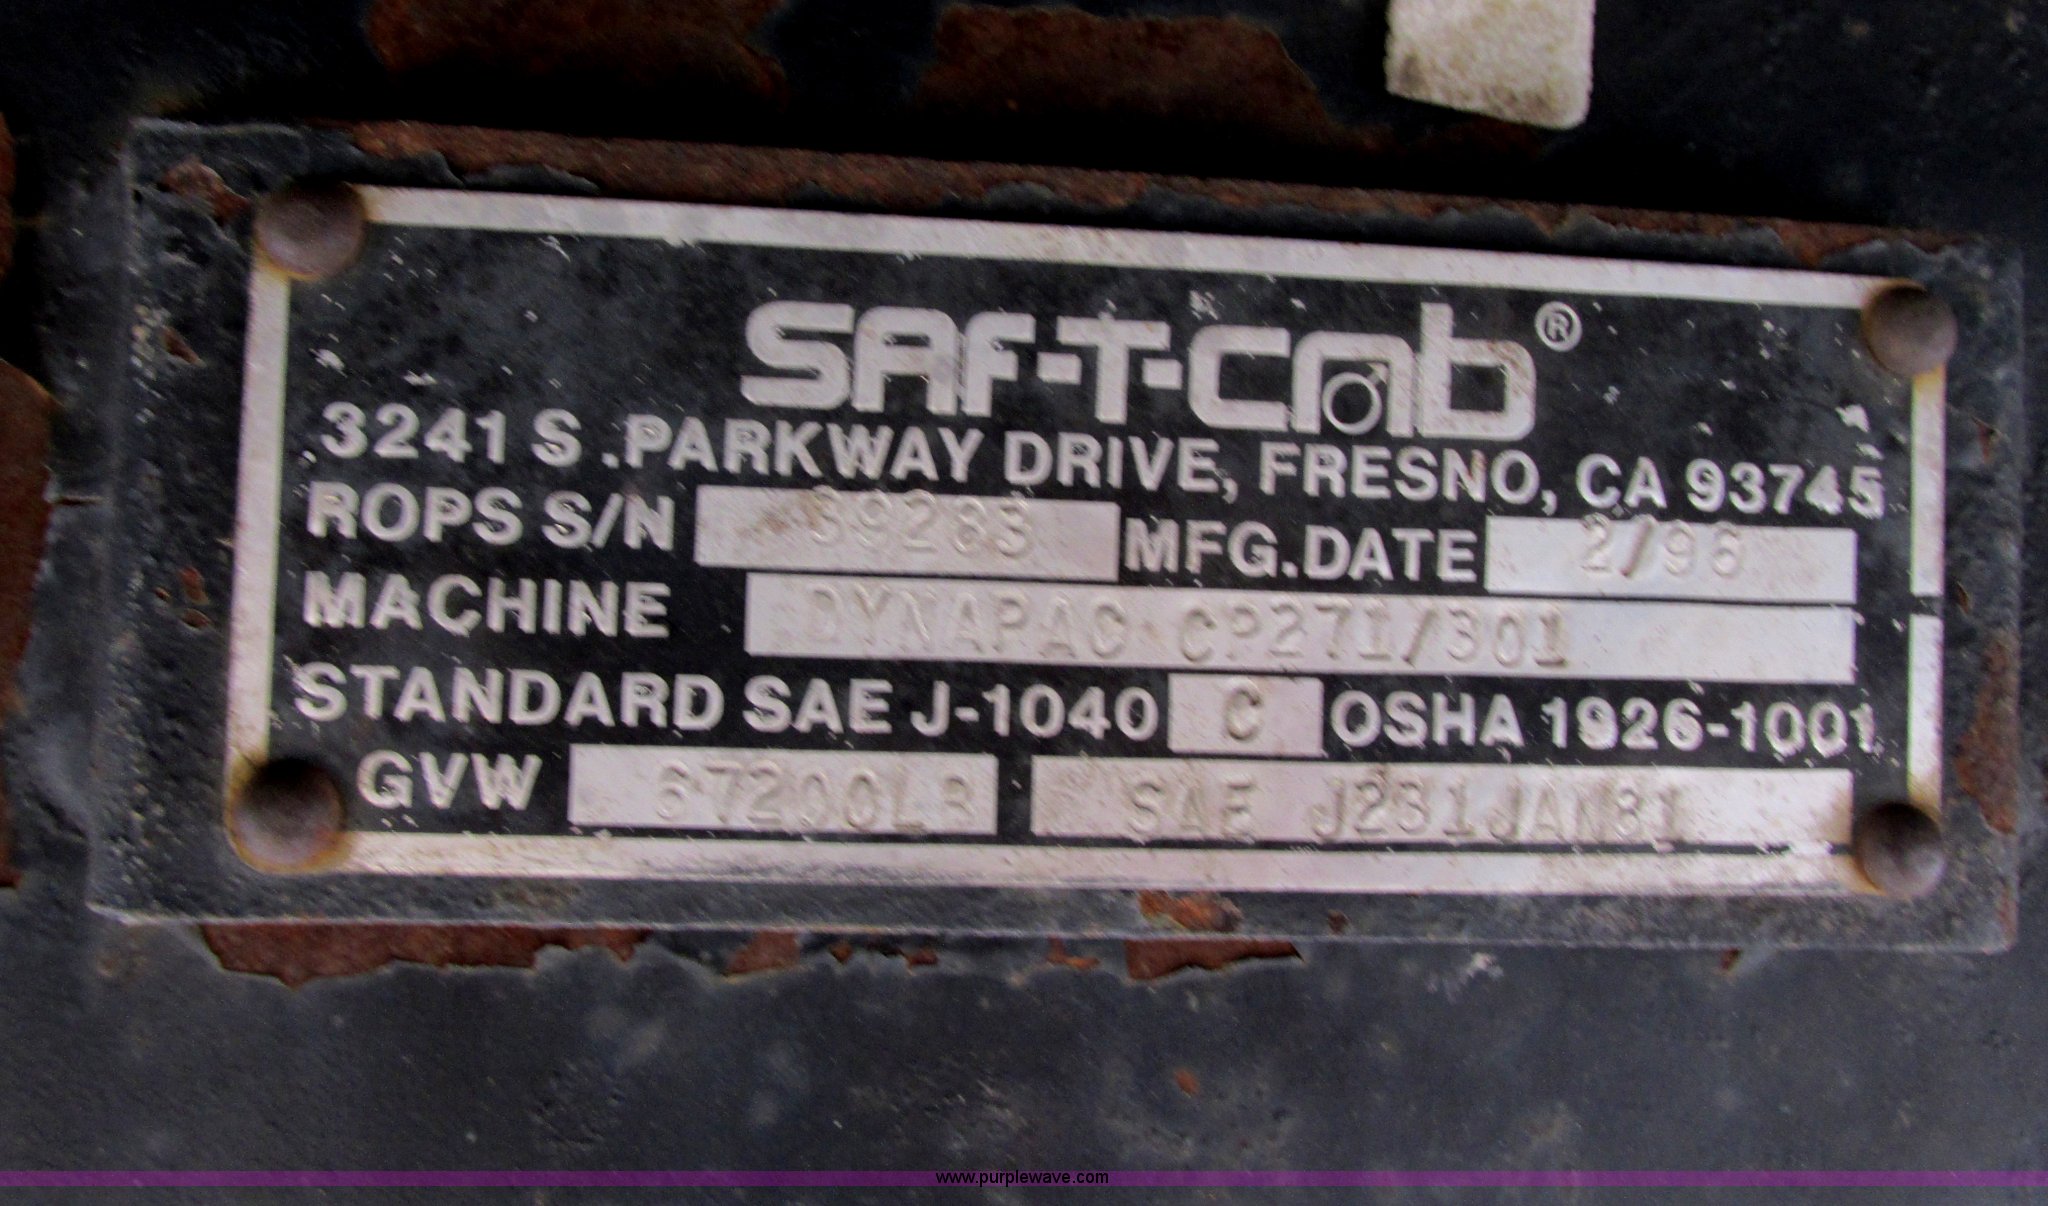 SAF-T-CAB®
3241 S. PARKWAY DRIVE, FRESNO, CA 93745
ROPS S/N 39283 MFG.DATE 2/96
MACHINE DYNAPAC CP271/301
STANDARD SAE J-1040 C OSHA 1926-1001
GVW 67200LB SAE J231JAN81
www.purplewave.com